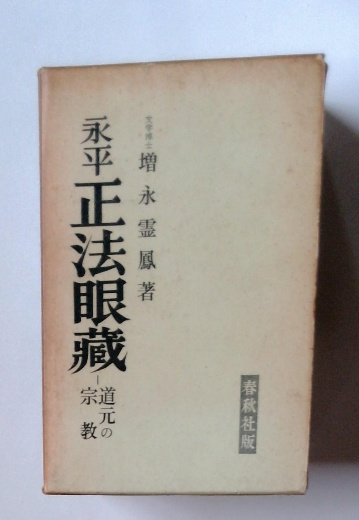 文学博士 増永霊鳳著
永平正法眼藏
―道元の宗教
春秋社版